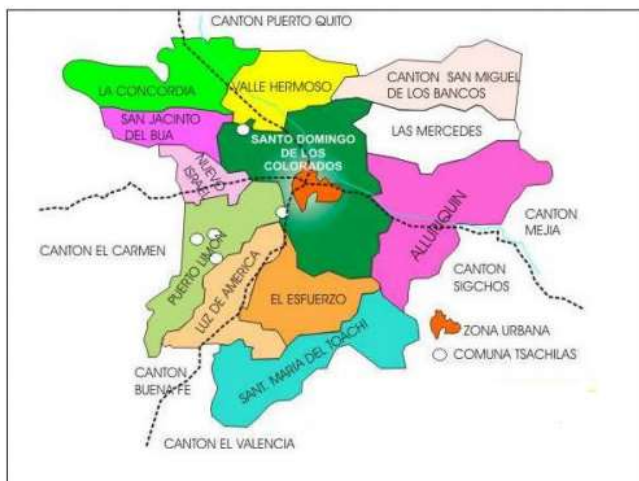 CANTON PUERTO QUITO
LA CONCORDIA
VALLE HERMOSO
CANTON SAN MIGUEL
DE LOS BANCOS
SAN JACINTO
DEL BUA
SANTO DOMINGO
DE LOS
COLORADOS
LAS MERCEDES
NUEVO
ISRAEL
ALLURIQUIN
CANTON
MEJIA
CANTON EL CARMEN
PUERTO LIMON
LUZ DE AMERICA
EL ESFUERZO
CANTON
SIGCHOS
ZONA URBANA
COMUNA TSACHILAS
SANT. MARIA DEL TOACHI
CANTON
BUENA FE
CANTON EL VALENCIA